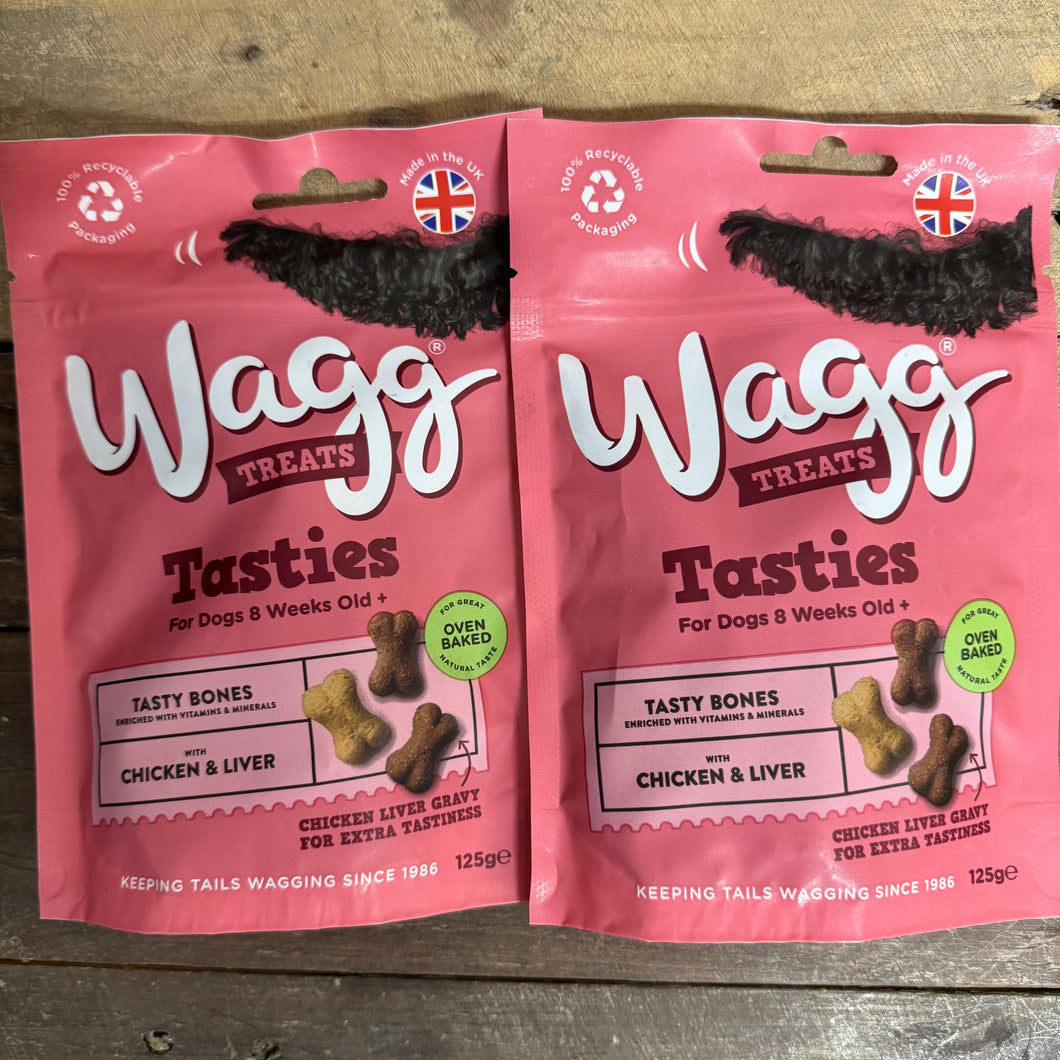 100% Recyclable
Packaging
Made in the UK
Wagg®
TREATS
Tasties
For Dogs 8 Weeks Old +
FOR GREAT
OVEN
BAKED
NATURAL TASTE
TASTY BONES
ENRICHED WITH VITAMINS & MINERALS
WITH
CHICKEN & LIVER
CHICKEN LIVER GRAVY
FOR EXTRA TASTINESS
KEEPING TAILS WAGGING SINCE 1986
125g℮
100% Recyclable
Packaging
Made in the UK
Wagg®
TREATS
Tasties
For Dogs 8 Weeks Old +
FOR GREAT
OVEN
BAKED
NATURAL TASTE
TASTY BONES
ENRICHED WITH VITAMINS & MINERALS
WITH
CHICKEN & LIVER
CHICKEN LIVER GRAVY
FOR EXTRA TASTINESS
KEEPING TAILS WAGGING SINCE 1986
125g℮